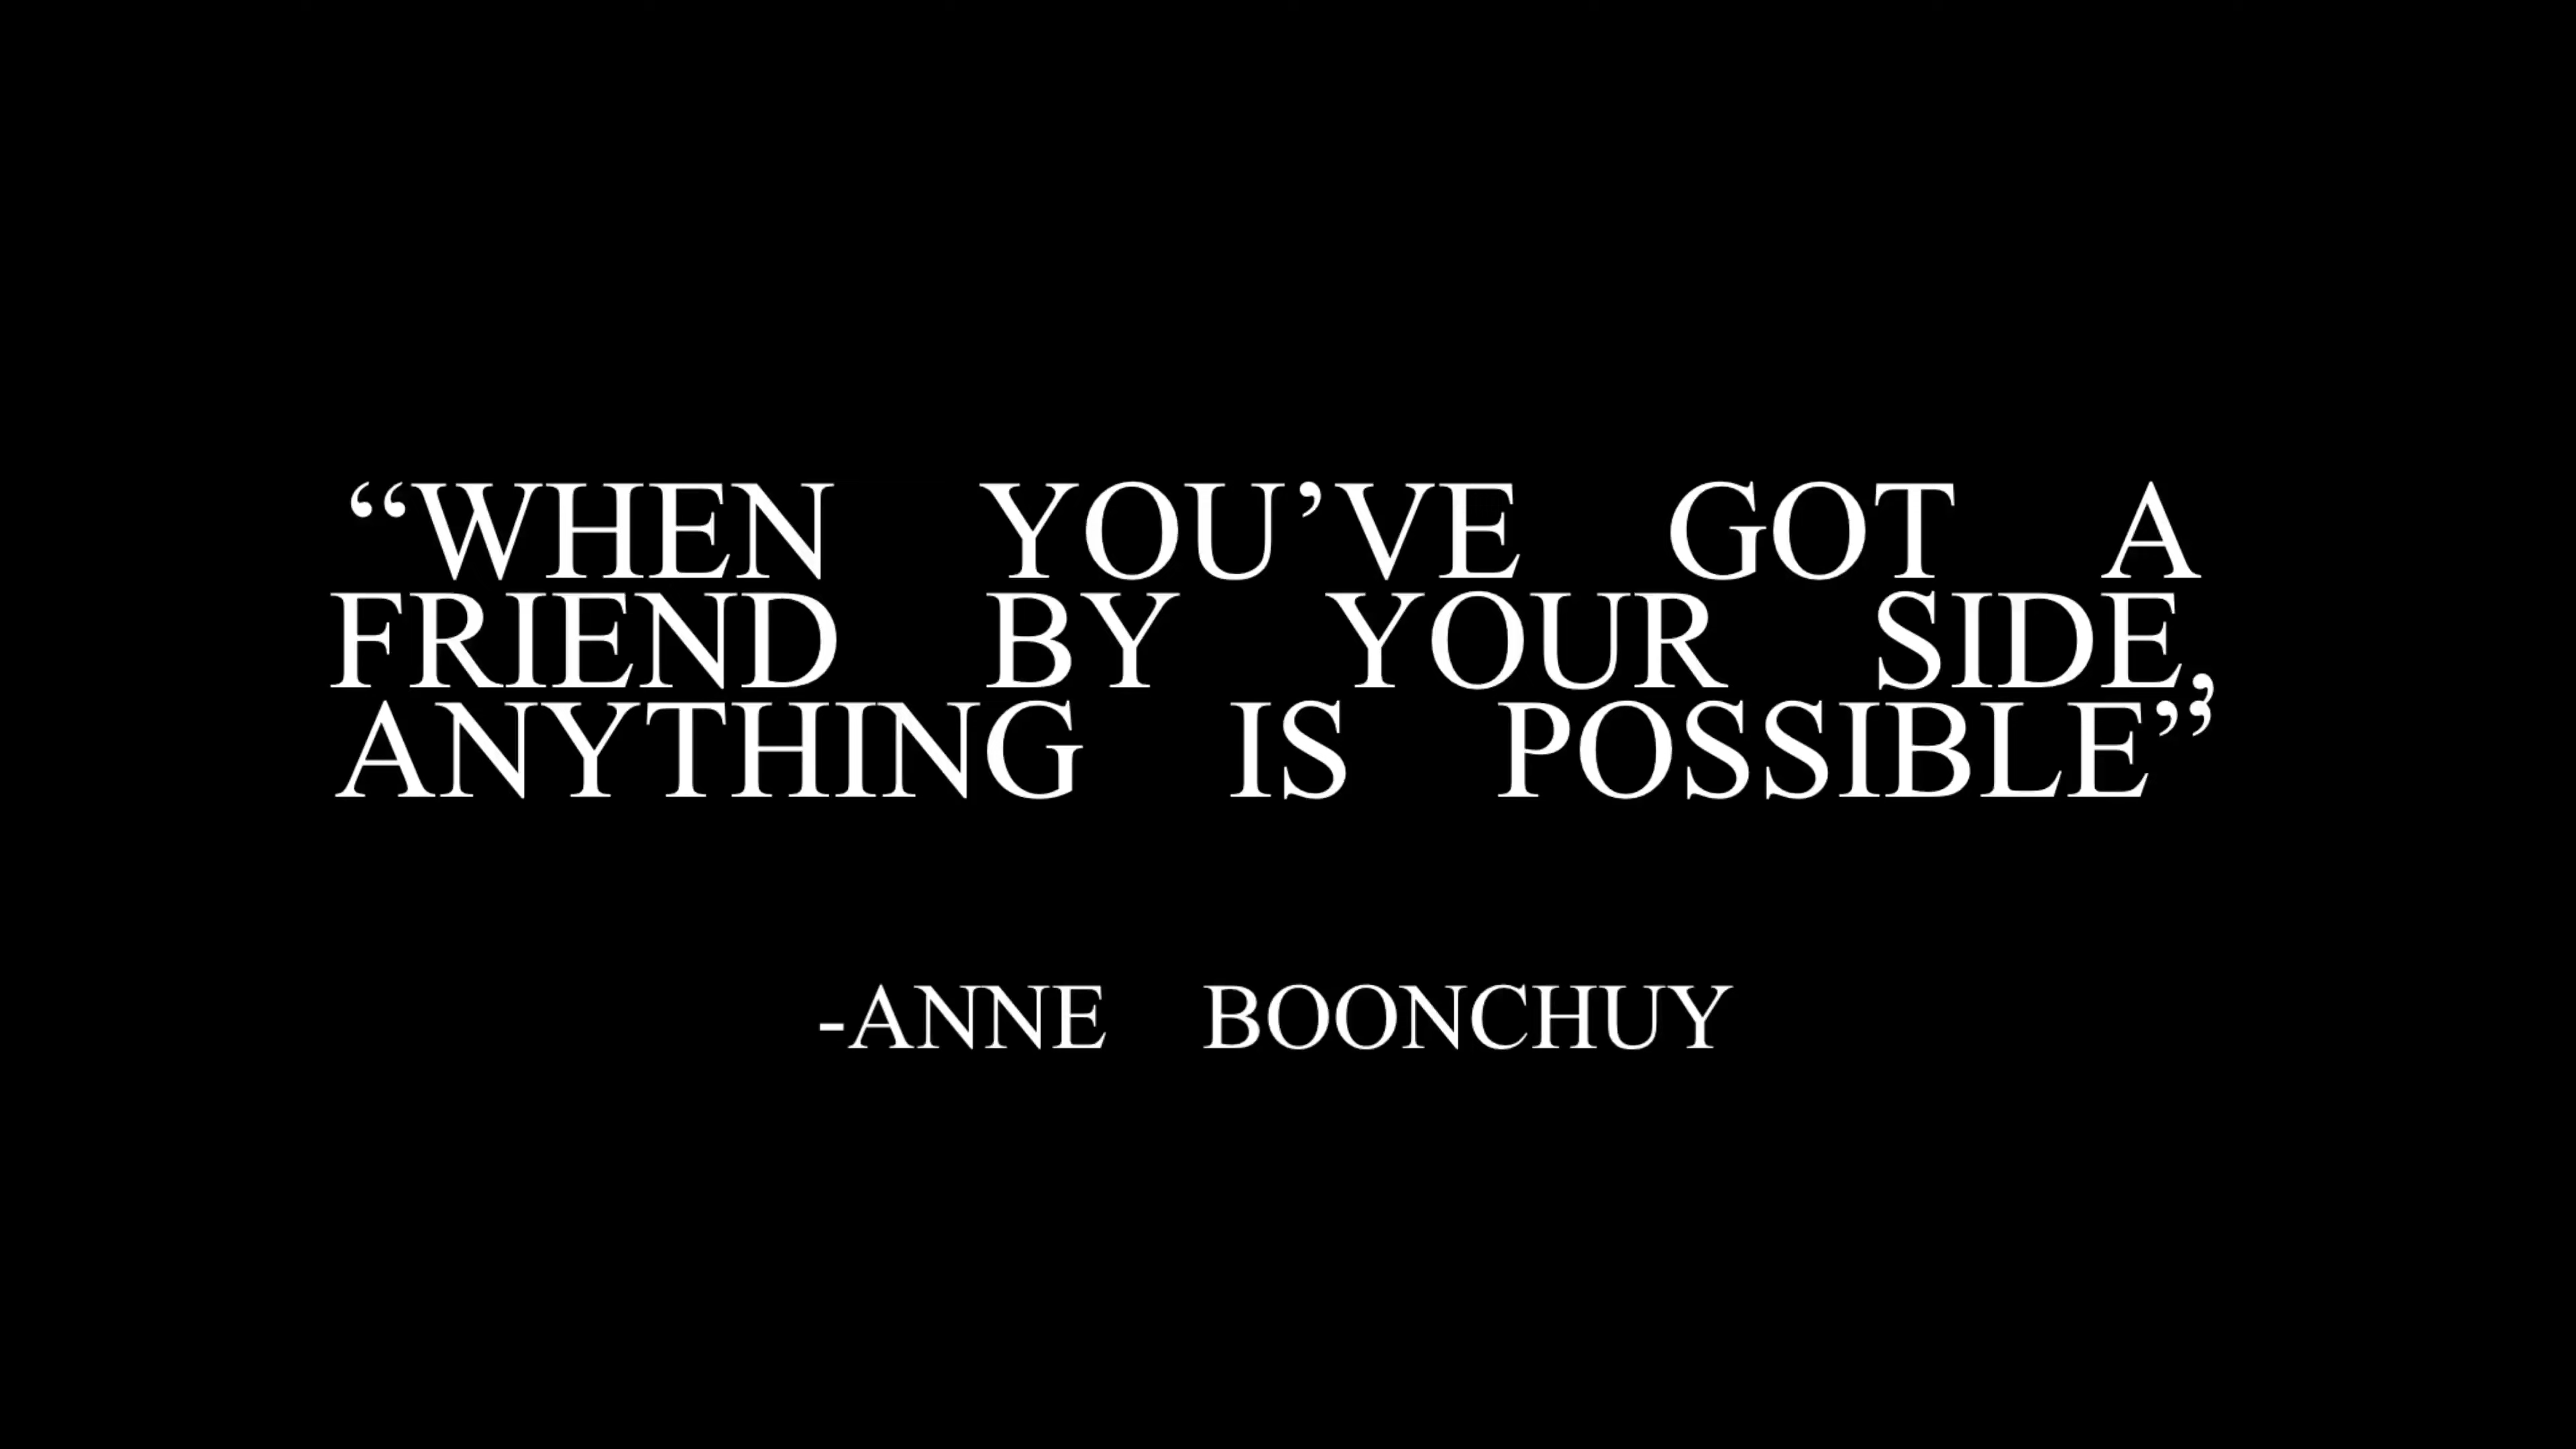 “WHEN YOU’VE GOT A
FRIEND BY YOUR SIDE,
ANYTHING IS POSSIBLE”
-ANNE BOONCHUY